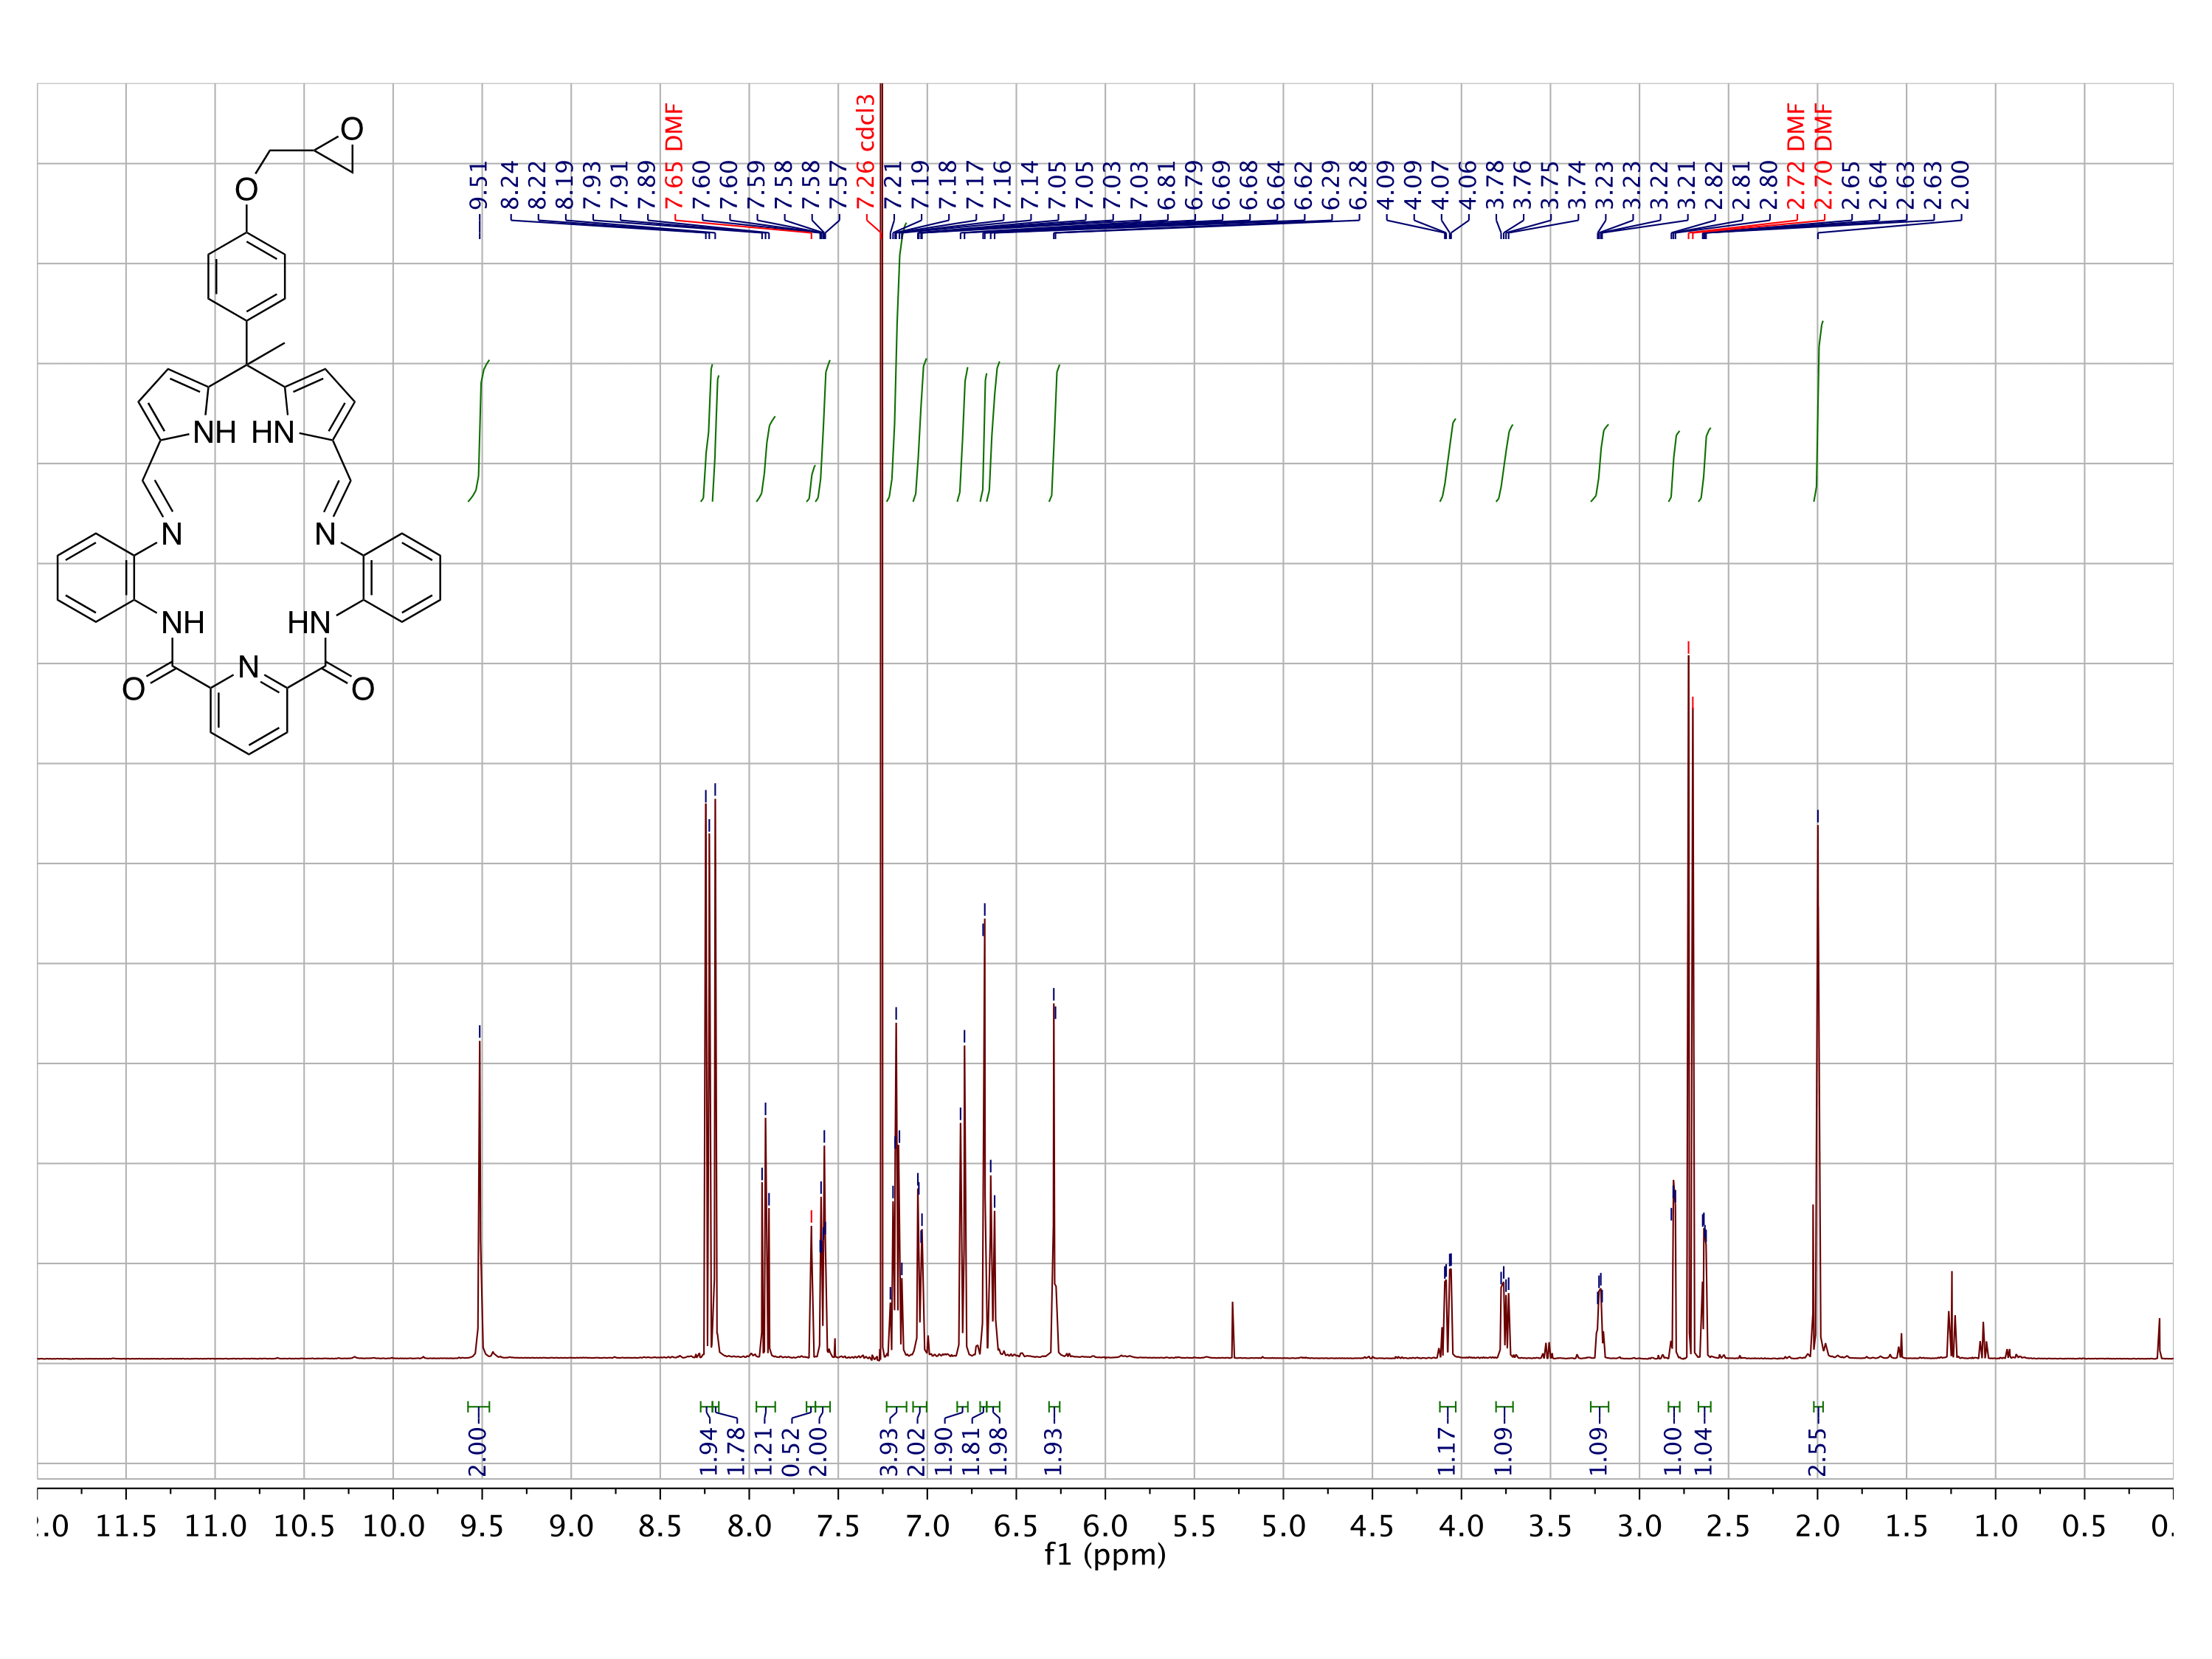 O
O
NH HN
N N
NH HN
N
O O
9.51 8.24 8.22 8.19 7.93 7.91 7.89 7.65 DMF 7.60 7.60 7.59 7.58 7.58 7.57 7.26 cdcl3 7.21 7.19 7.18 7.17 7.16 7.14 7.05 7.05 7.03 7.03 6.81 6.79 6.69 6.68 6.64 6.62 6.29 6.28 4.09 4.09 4.07 4.06 3.78 3.76 3.75 3.74 3.23 3.23 3.22 3.21 2.82 2.81 2.80 2.72 DMF 2.70 DMF 2.65 2.64 2.63 2.63 2.00
2.00 1.94 1.78 1.21 0.52 2.00 3.93 2.02 1.90 1.81 1.98 1.93 1.17 1.09 1.09 1.00 1.04 2.55
11.5 11.0 10.5 10.0 9.5 9.0 8.5 8.0 7.5 7.0 6.5 6.0 5.5 5.0 4.5 4.0 3.5 3.0 2.5 2.0 1.5 1.0 0.5
f1 (ppm)